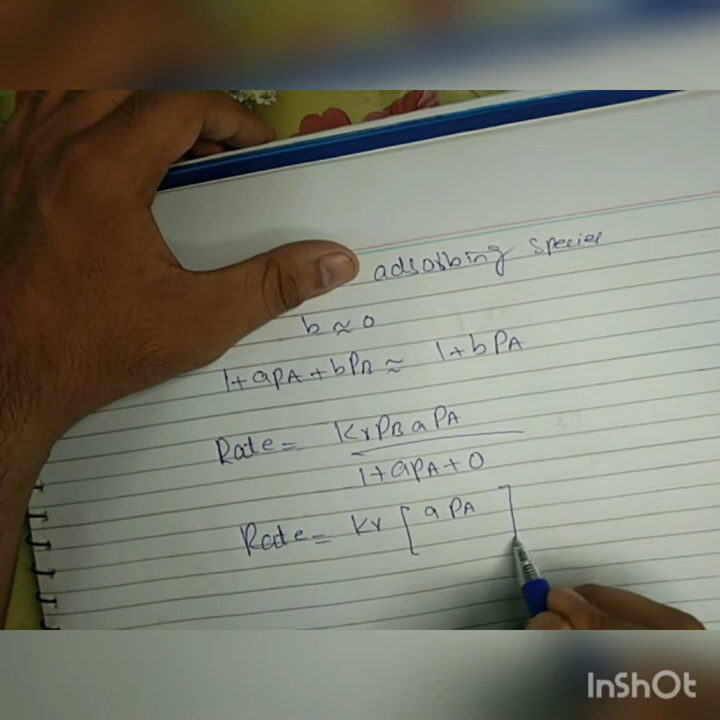 adsorbing species
b ≈ 0
1+apA+bPB ≈ 1+bPA
Rate = KrPBaPA
1+apA+0
Rate = Kr [ apA ]
InShOt